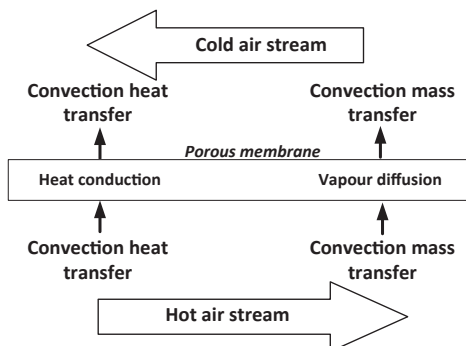 Cold air stream
Convection heat
transfer
Convection mass
transfer
Porous membrane
Heat conduction
Vapour diffusion
Convection heat
transfer
Convection mass
transfer
Hot air stream